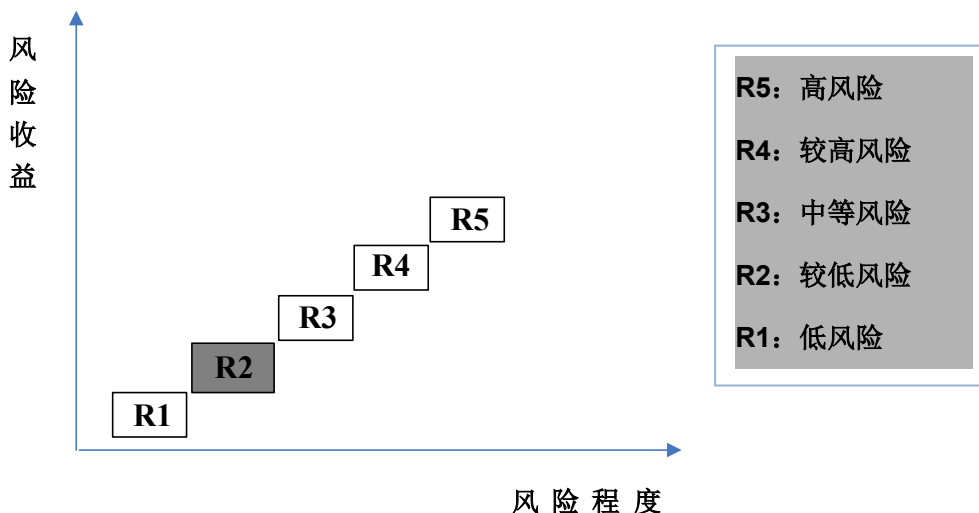 风险收益
R5
R4
R3
R2
R1
风险程度
R5：高风险
R4：较高风险
R3：中等风险
R2：较低风险
R1：低风险